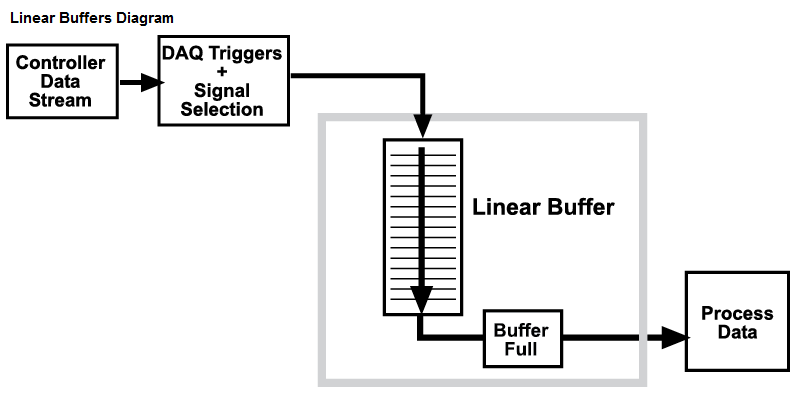 Linear Buffers Diagram
Controller
Data
Stream
DAQ Triggers
+
Signal
Selection
Linear Buffer
Buffer
Full
Process
Data